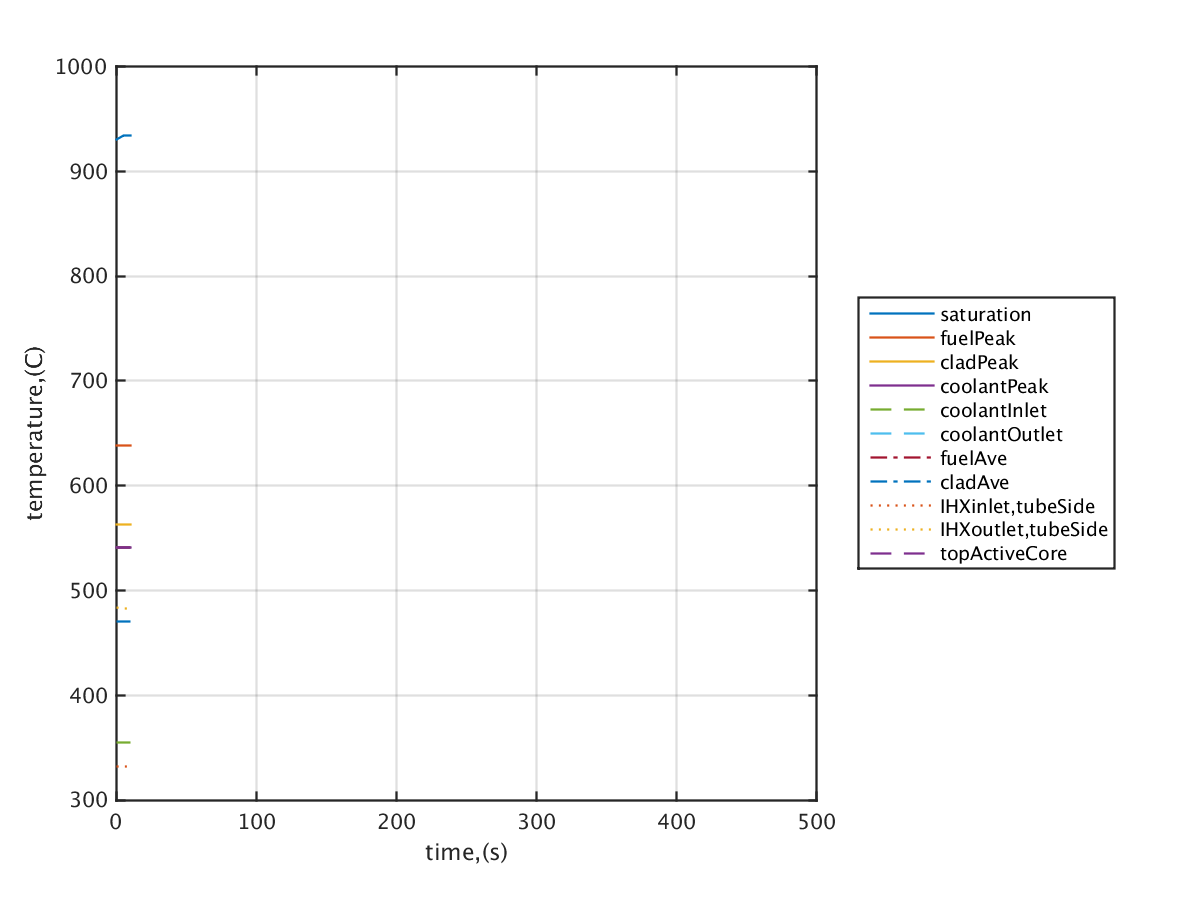 1000
900
800
700
600
500
400
300
0
100
200
300
400
500
temperature,(C)
time,(s)
saturation
fuelPeak
cladPeak
coolantPeak
coolantInlet
coolantOutlet
fuelAve
cladAve
IHXinlet,tubeSide
IHXoutlet,tubeSide
topActiveCore